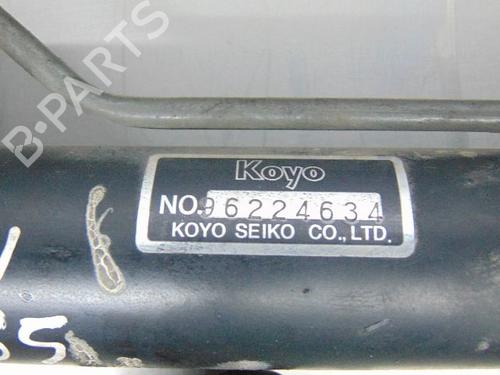 B-PARTS
Koyo
NO. 96224634
KOYO SEIKO CO., LTD.